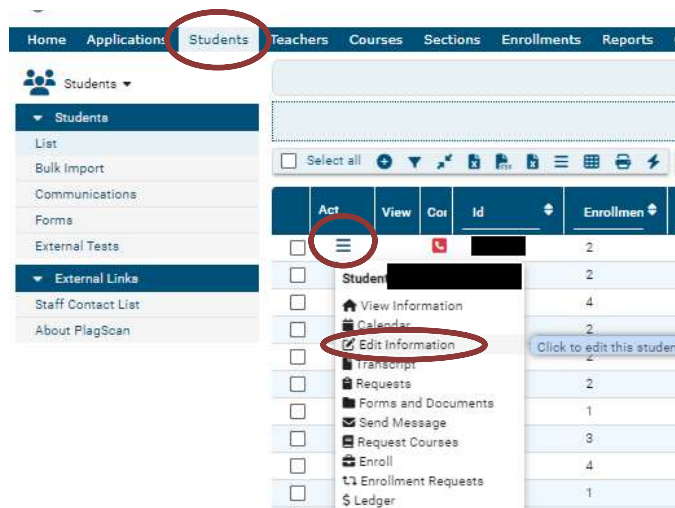 Home Applications Students Teachers Courses Sections Enrollments Reports
Students
Students
List
Bulk Import
Communications
Forms
External Tests
External Links
Staff Contact List
About PlagScan
Select all
Act View Id Enrollmen
2
Student
2
View Information
4
Calendar
2
Edit Information
Click to edit this studen
2
Transcript
Requests
2
Forms and Documents
1
Send Message
Request Courses
3
Enroll
4
Enrollment Requests
1
$ Ledger